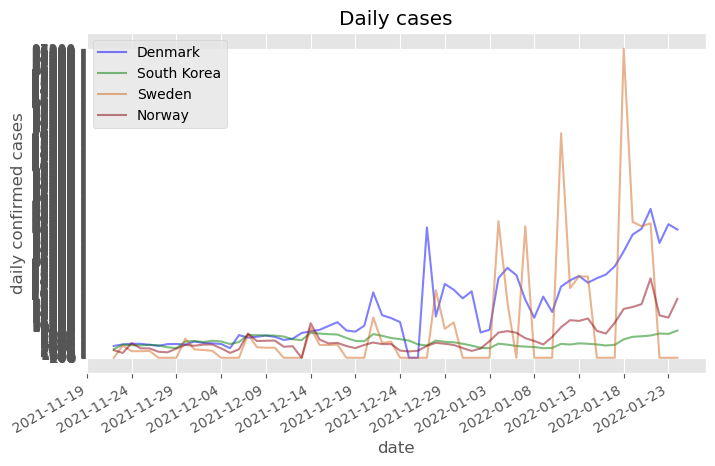 Daily cases
Denmark
South Korea
Sweden
Norway
daily confirmed cases
2021-11-19
2021-11-24
2021-11-29
2021-12-04
2021-12-09
2021-12-14
2021-12-19
2021-12-24
2021-12-29
2022-01-03
2022-01-08
2022-01-13
2022-01-18
2022-01-23
date